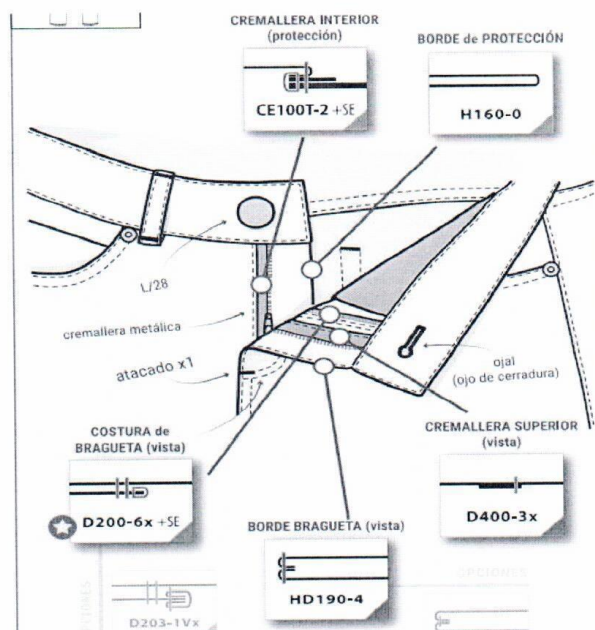 CREMALLERA INTERIOR
(protección)
CE100T-2 +SE
BORDE de PROTECCIÓN
H160-0
L/28
cremallera metálica
atacado x1
ojal
(ojo de cerradura)
COSTURA de
BRAGUETA (vista)
D200-6x +SE
CREMALLERA SUPERIOR
(vista)
D400-3x
BORDE BRAGUETA (vista)
HD190-4
OPCIONES
D203-1Vx